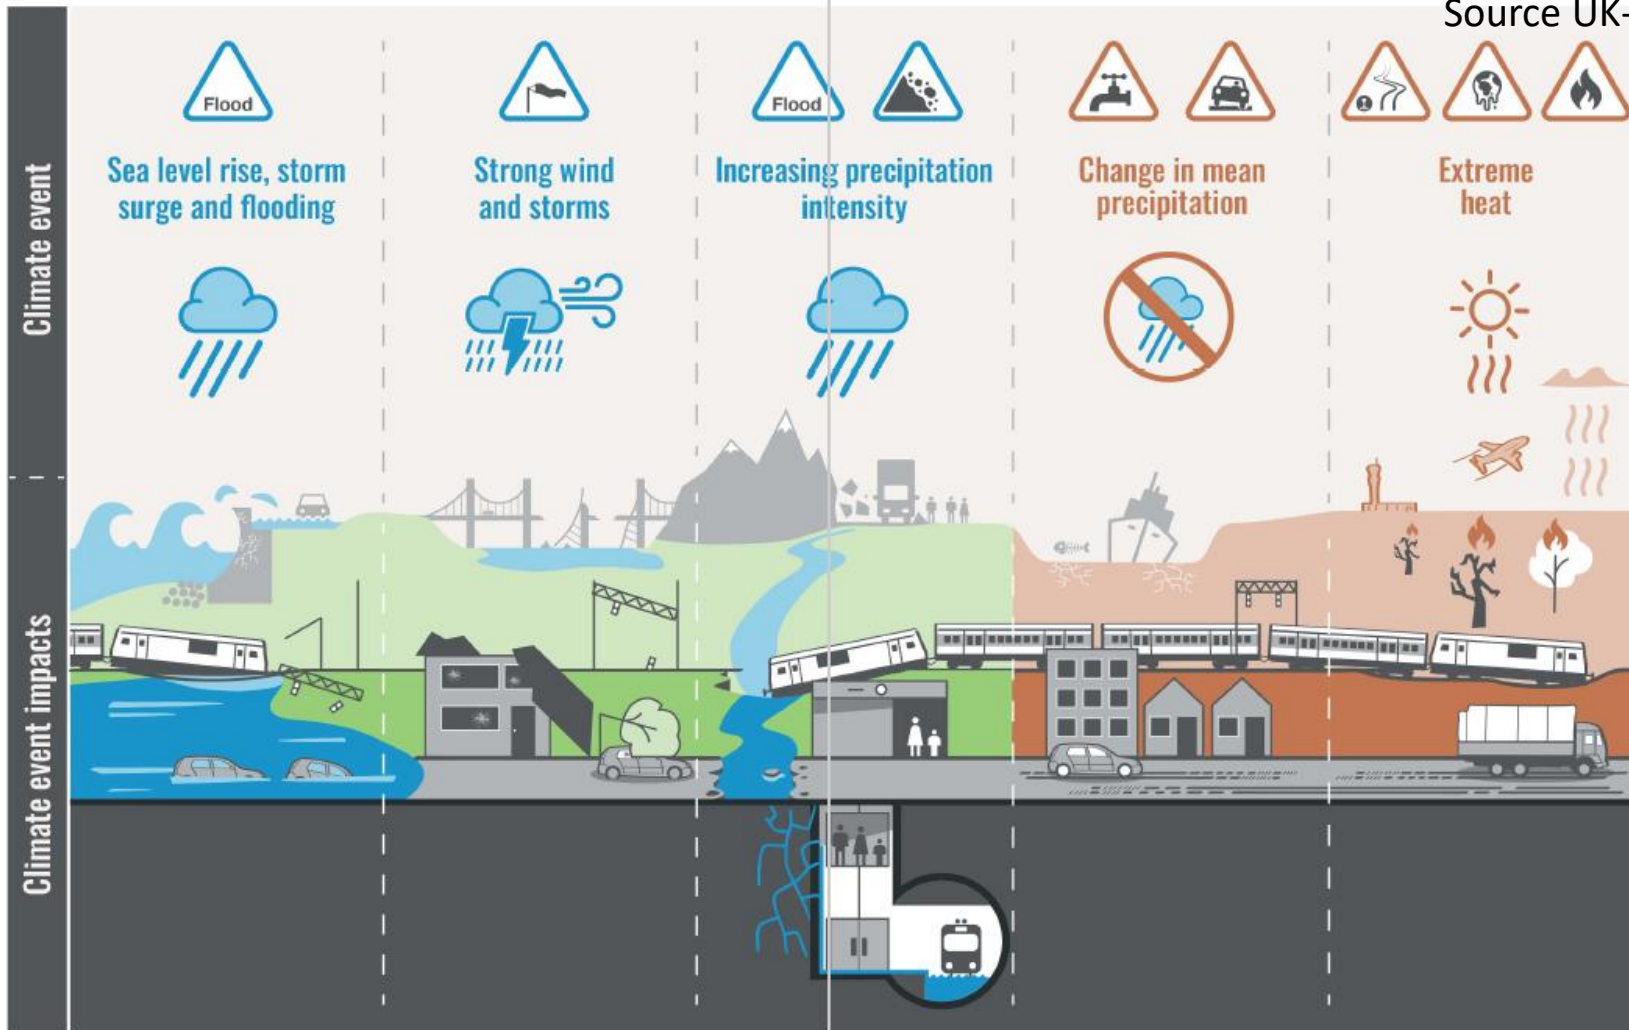 Source UK-
Climate event
Flood
Flood
Sea level rise, storm
surge and flooding
Strong wind
and storms
Increasing precipitation
intensity
Change in mean
precipitation
Extreme
heat
Climate event impacts